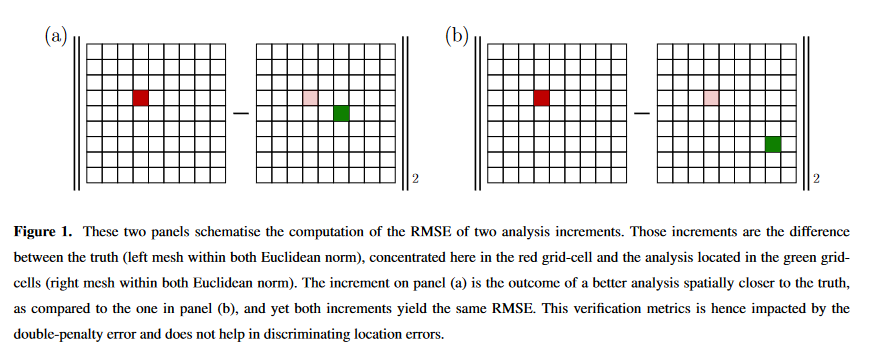 (a)
2
(b)
2
Figure 1. These two panels schematise the computation of the RMSE of two analysis increments. Those increments are the difference
between the truth (left mesh within both Euclidean norm), concentrated here in the red grid-cell and the analysis located in the green grid-
cells (right mesh within both Euclidean norm). The increment on panel (a) is the outcome of a better analysis spatially closer to the truth,
as compared to the one in panel (b), and yet both increments yield the same RMSE. This verification metrics is hence impacted by the
double-penalty error and does not help in discriminating location errors.